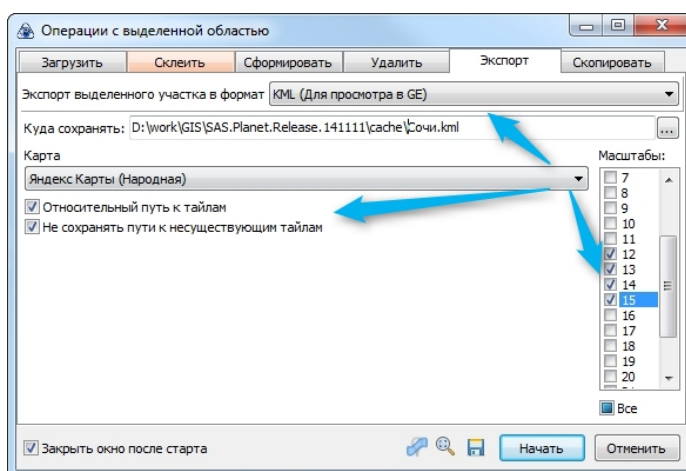 Операции с выделенной областью
Загрузить Склеить Сформировать Удалить Экспорт Скопировать
Экспорт выделенного участка в формат KML (Для просмотра в GE)
Куда сохранять: D:\work\GIS\SAS.Planet.Release.141111\cache\Сочи.kml ...
Карта Масштабы:
Яндекс Карты (Народная)
7
Относительный путь к тайлам
8
Не сохранять пути к несуществующим тайлам
9
10
11
12
13
14
15
16
17
18
19
20
Все
Закрыть окно после старта Начать Отменить